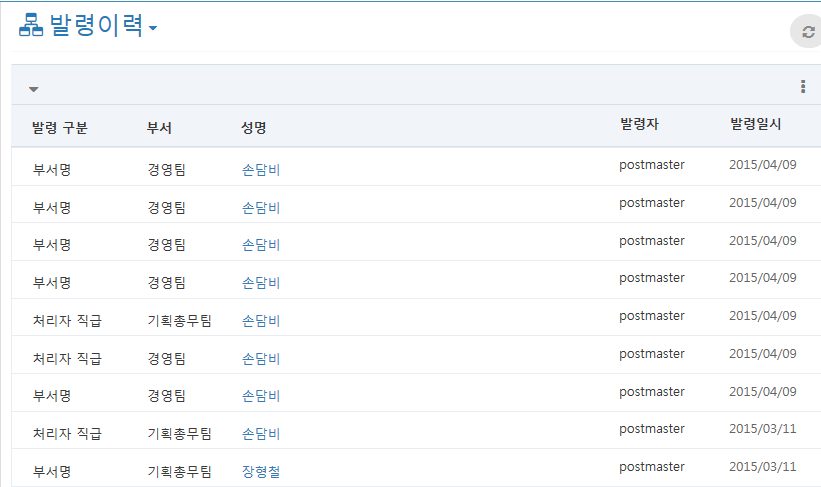 발령이력
발령 구분 부서 성명 발령자 발령일시
부서명 경영팀 손담비 postmaster 2015/04/09
부서명 경영팀 손담비 postmaster 2015/04/09
부서명 경영팀 손담비 postmaster 2015/04/09
부서명 경영팀 손담비 postmaster 2015/04/09
처리자 직급 기획총무팀 손담비 postmaster 2015/04/09
처리자 직급 경영팀 손담비 postmaster 2015/04/09
부서명 경영팀 손담비 postmaster 2015/04/09
처리자 직급 기획총무팀 손담비 postmaster 2015/03/11
부서명 기획총무팀 장형철 postmaster 2015/03/11